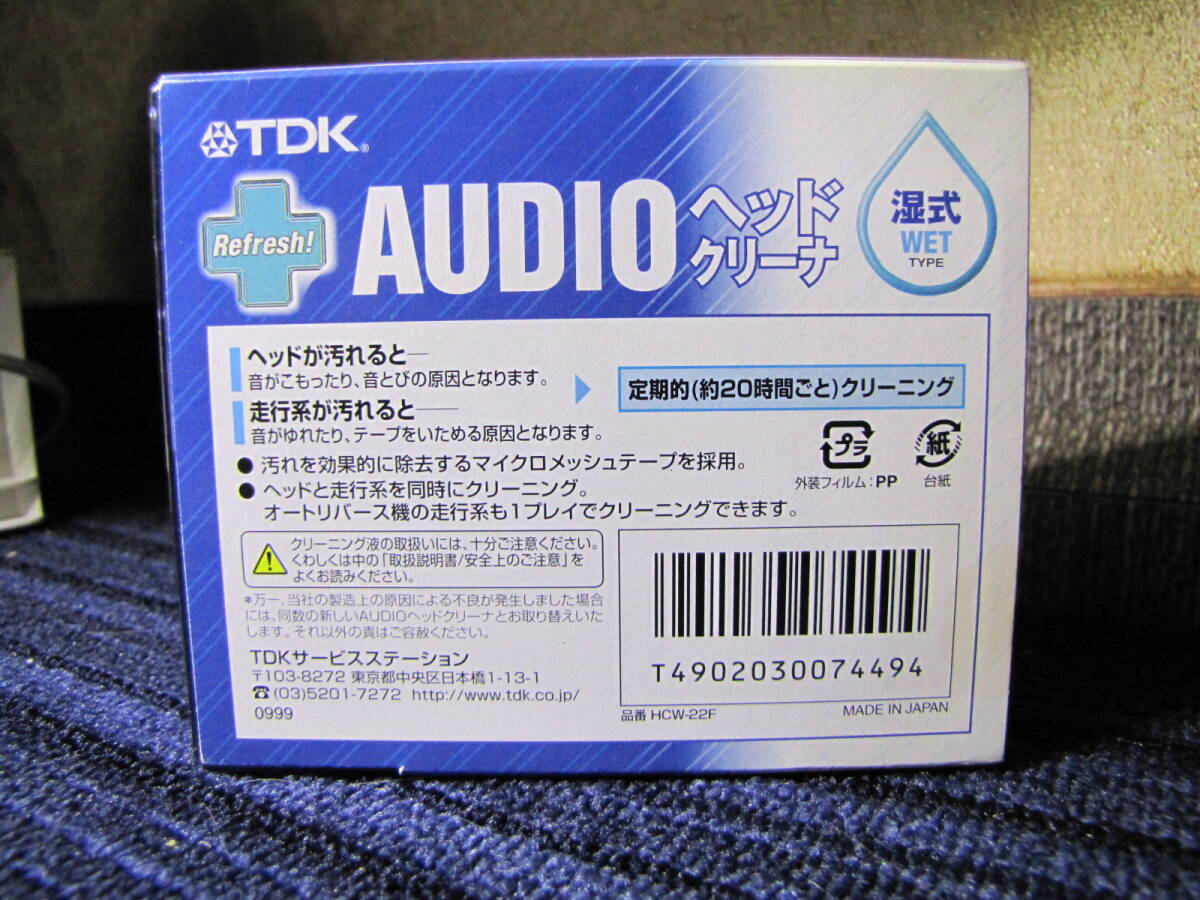 TDK®
Refresh!
AUDIO ヘッド
クリーナ
湿式
WET
TYPE
ヘッドが汚れると—
音がこもったり、音とびの原因となります。
走行系が汚れると——
音がゆれたり、テープをいためる原因となります。
定期的(約20時間ごと)クリーニング
●汚れを効果的に除去するマイクロメッシュテープを採用。
●ヘッドと走行系を同時にクリーニング。
オートリバース機の走行系も1プレイでクリーニングできます。
プラ
外装フィルム:PP
紙
台紙
クリーニング液の取扱いには、十分ご注意ください。
くわしくは中の「取扱説明書/安全上のご注意」を
よくお読みください。
*万一、当社の製造上の原因による不良が発生しました場合
には、同数の新しいAUDIOヘッドクリーナとお取り替えいた
します。それ以外の責はご容赦ください。
TDKサービスステーション
〒103-8272 東京都中央区日本橋1-13-1
☎(03)5201-7272 http://www.tdk.co.jp/
0999
T4902030074494
品番 HCW-22F
MADE IN JAPAN